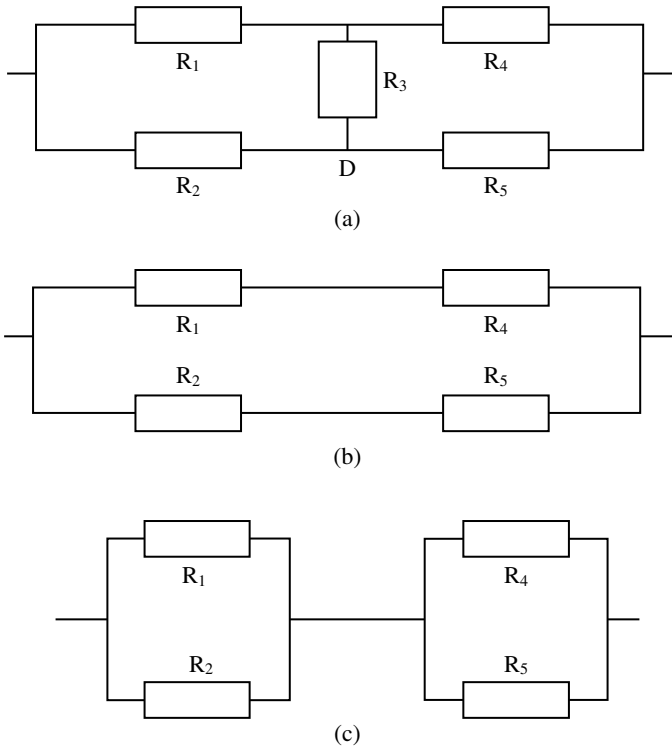 R₁ R₄
R₃
R₂ D R₅
(a)
R₁ R₄
R₂ R₅
(b)
R₁ R₄
R₂ R₅
(c)